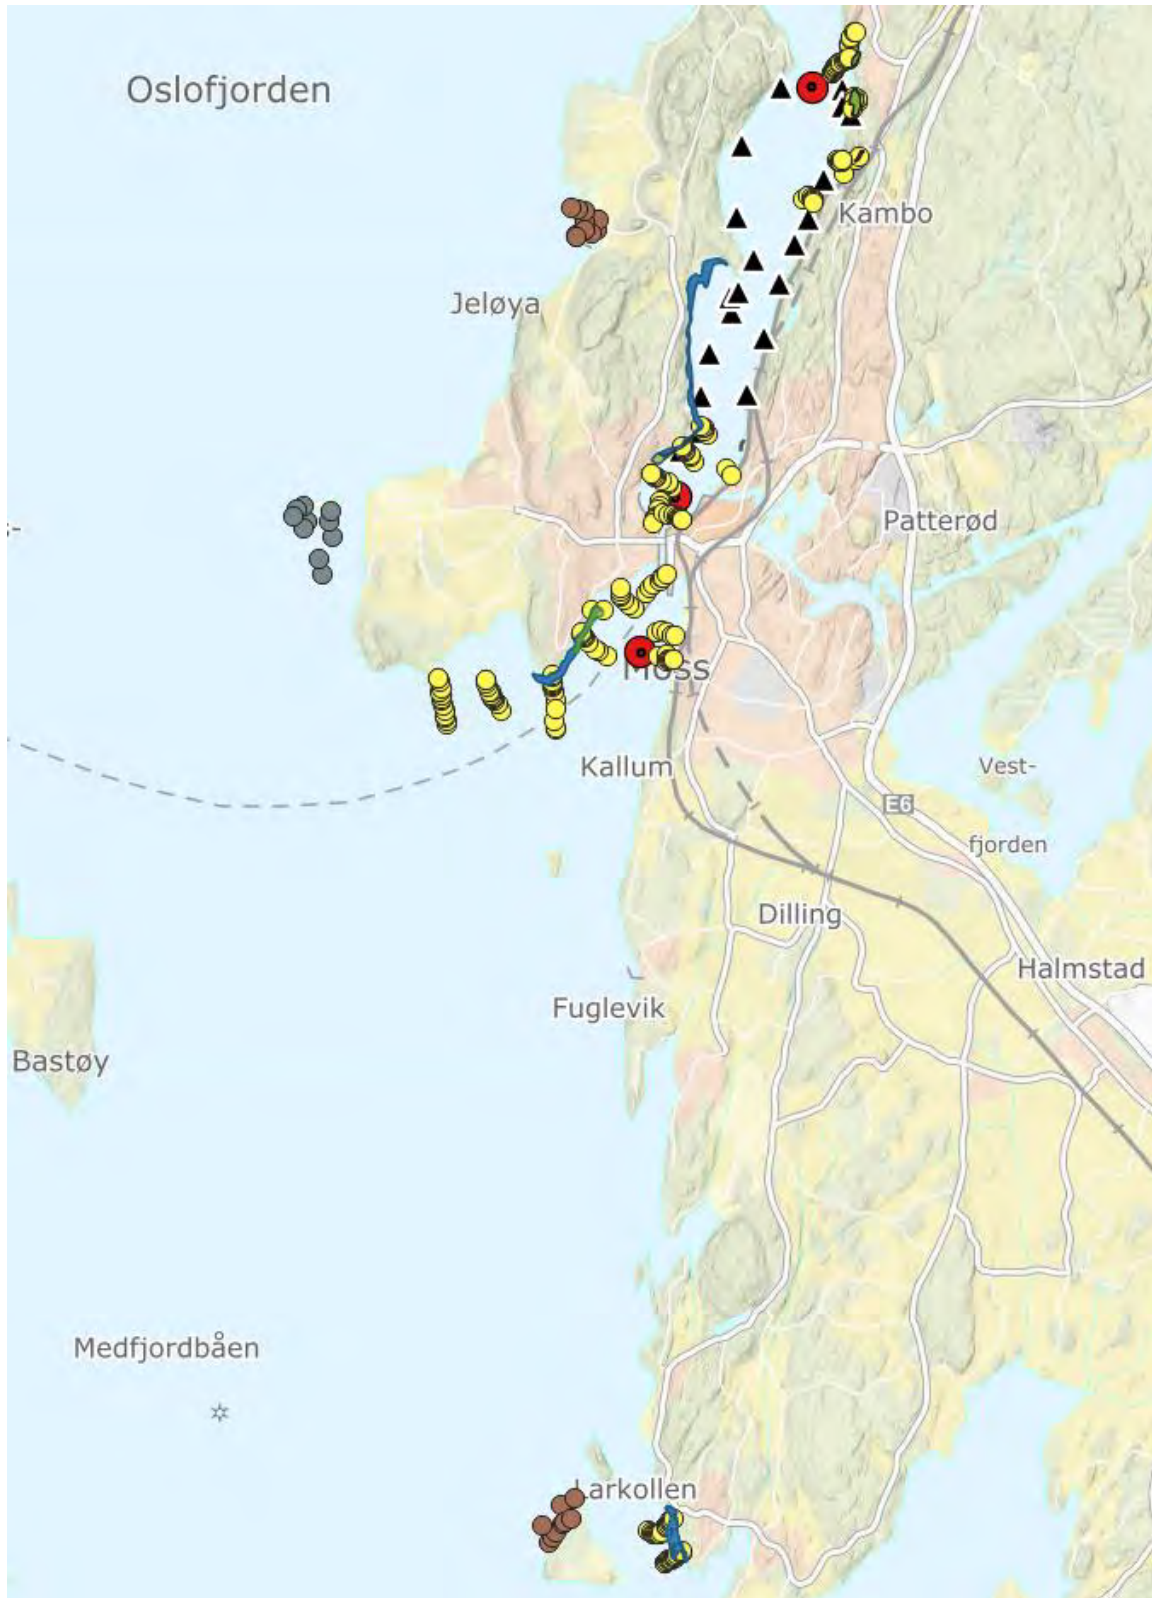 Oslofjorden
Kambo
Jeløya
Patterød
s-
Moss
Kallum
Vest-
E6
fjorden
Dilling
Halmstad
Fuglevik
Bastøy
Medfjordbåen
Larkollen